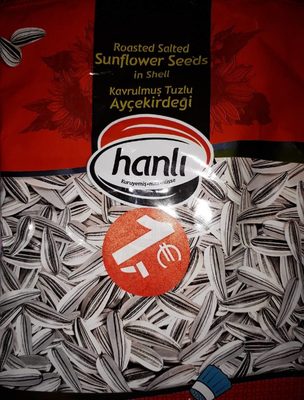 Roasted Salted
Sunflower Seeds
in Shell
Kavrulmuş Tuzlu
Ayçekirdeği
hanlı
1,-
₾